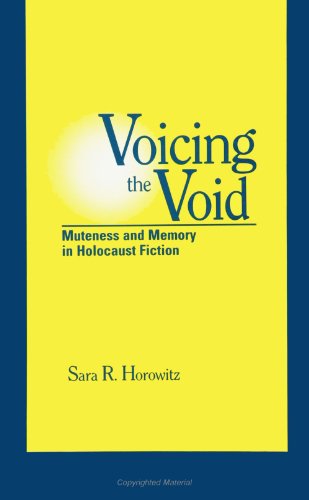 Voicing
the Void
Muteness and Memory
in Holocaust Fiction
Sara R. Horowitz
Copyrighted Material